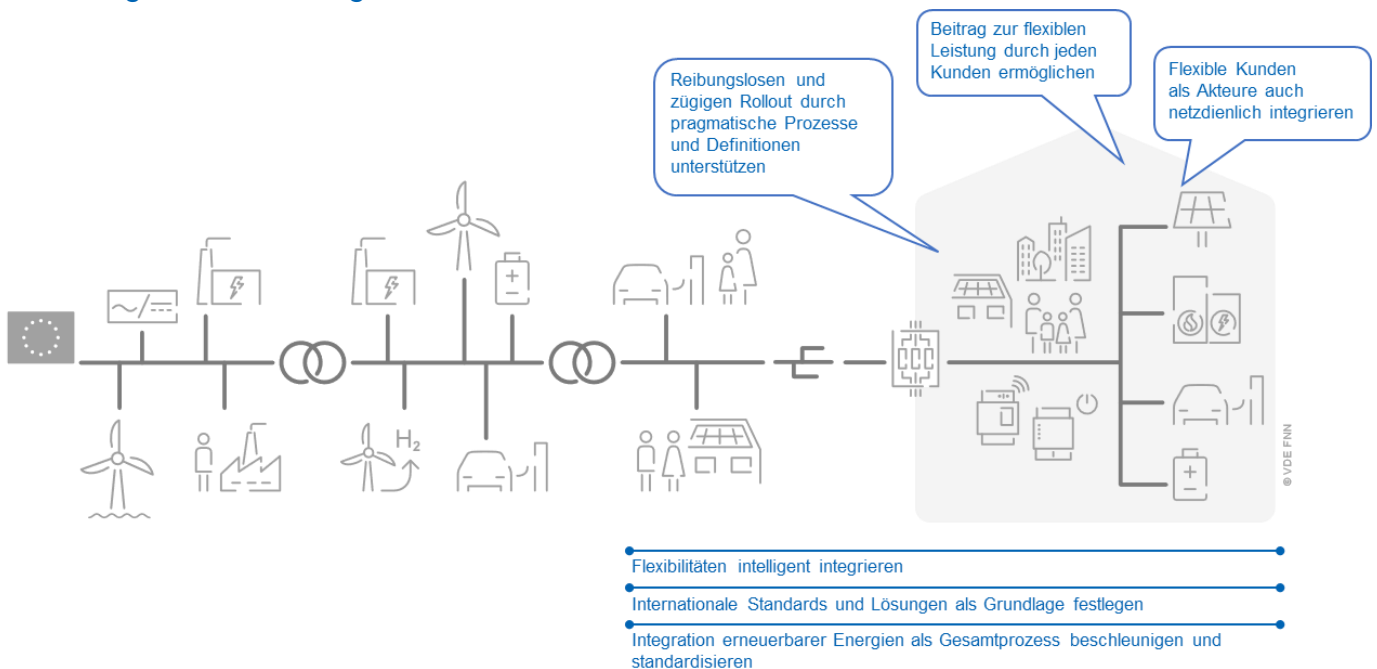 Beitrag zur flexiblen
Leistung durch jeden
Kunden ermöglichen
Reibungslosen und
zügigen Rollout durch
pragmatische Prozesse
und Definitionen
unterstützen
Flexible Kunden
als Akteure auch
netzdienlich integrieren
H2
© VDE FNN
Flexibilitäten intelligent integrieren
Internationale Standards und Lösungen als Grundlage festlegen
Integration erneuerbarer Energien als Gesamtprozess beschleunigen und
standardisieren